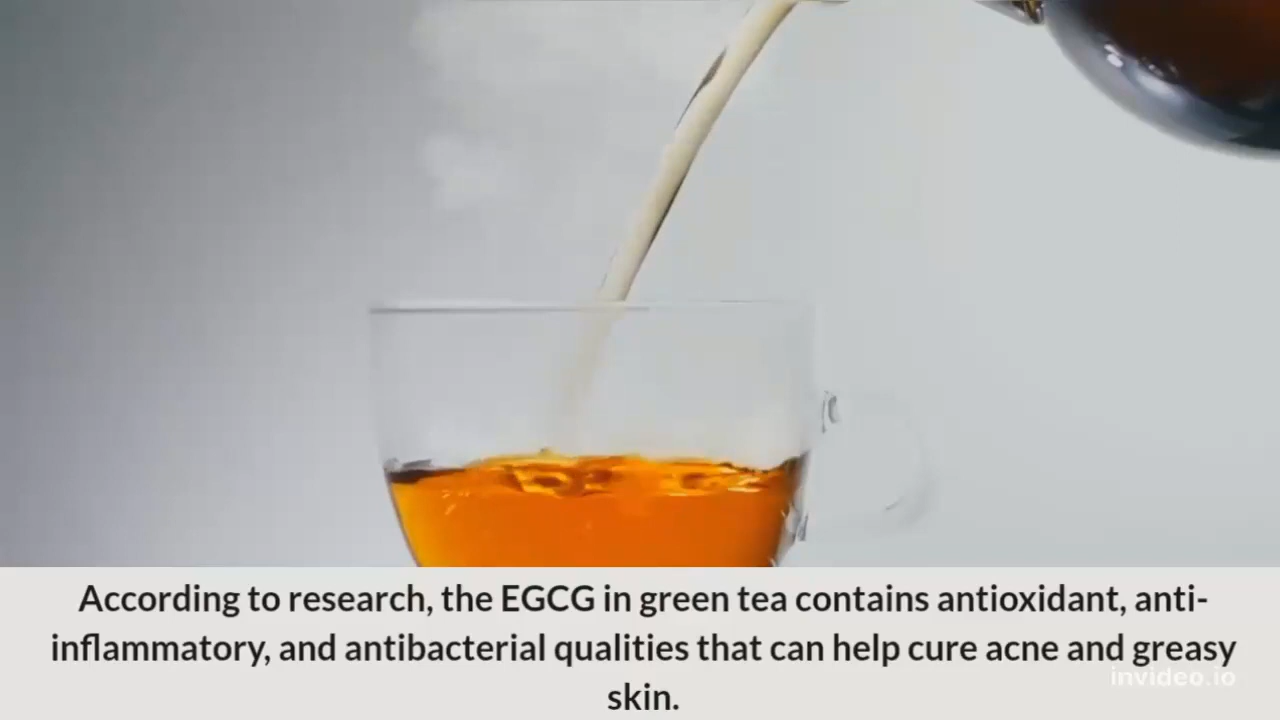 According to research, the EGCG in green tea contains antioxidant, anti-
inflammatory, and antibacterial qualities that can help cure acne and greasy
skin.
invideo.io